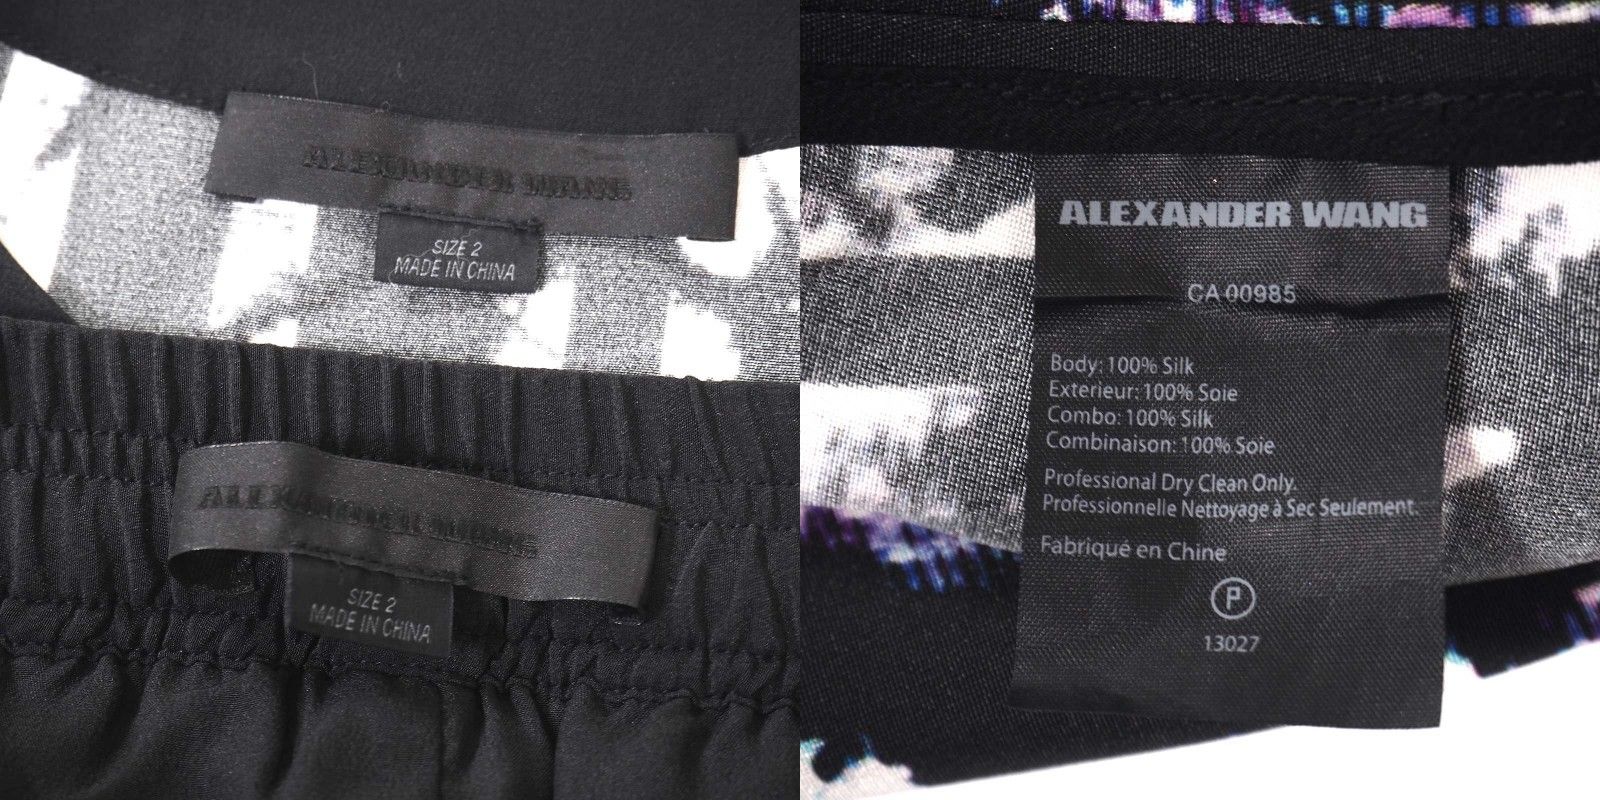 ALEXANDER WANG
SIZE 2
MADE IN CHINA
ALEXANDER WANG
SIZE 2
MADE IN CHINA
ALEXANDER WANG
CA 00985
Body: 100% Silk
Exterieur: 100% Soie
Combo: 100% Silk
Combinaison: 100% Soie
Professional Dry Clean Only.
Professionnelle Nettoyage à Sec Seulement.
Fabriqué en Chine
P
13027